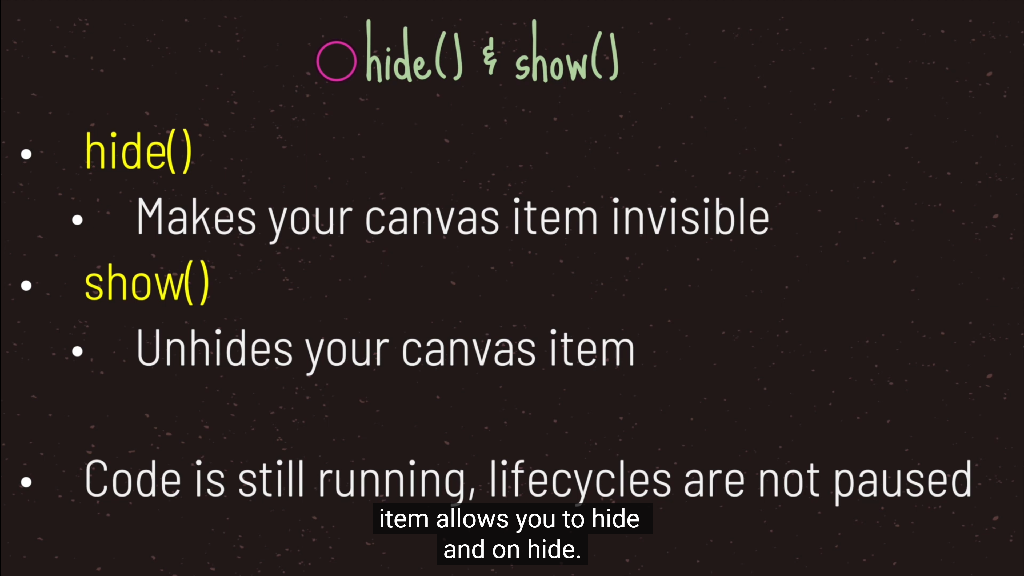 hide() & show()
• hide()
• Makes your canvas item invisible
• show()
• Unhides your canvas item
• Code is still running, lifecycles are not paused
item allows you to hide
and on hide.